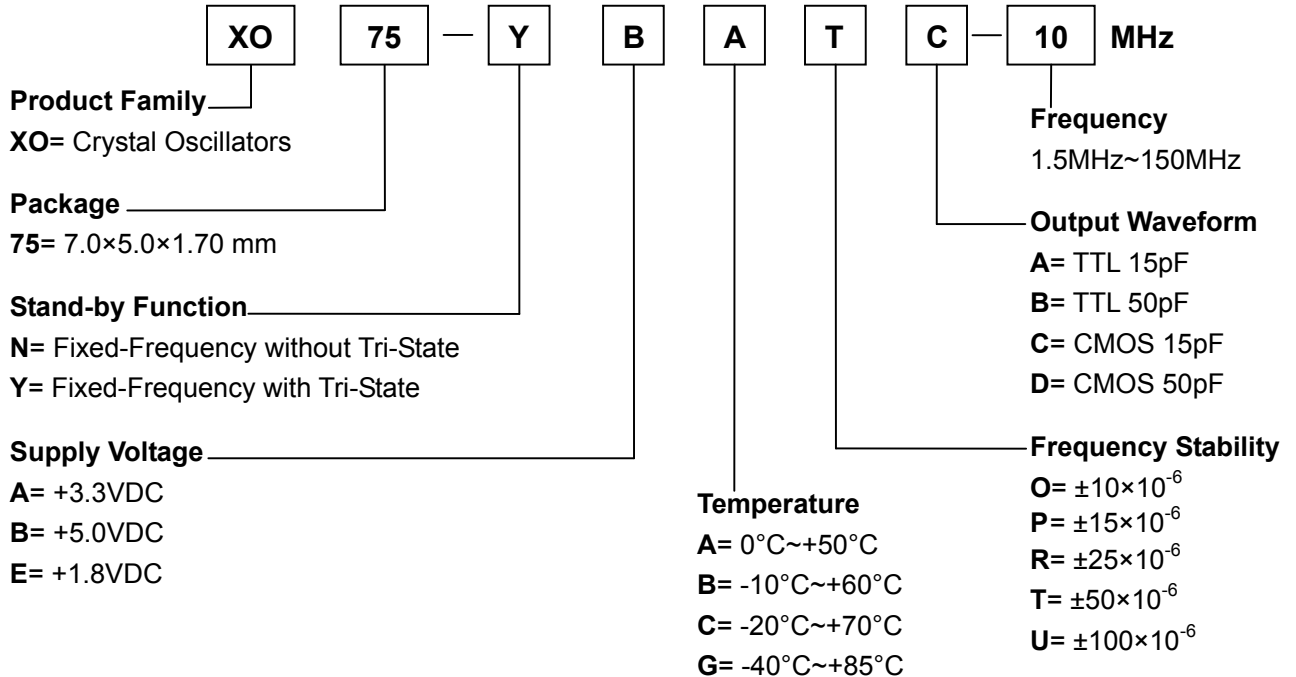 XO 75 — Y B A T C — 10 MHz
Product Family
XO= Crystal Oscillators
Package
75= 7.0×5.0×1.70 mm
Stand-by Function
N= Fixed-Frequency without Tri-State
Y= Fixed-Frequency with Tri-State
Supply Voltage
A= +3.3VDC
B= +5.0VDC
E= +1.8VDC
Temperature
A= 0°C~+50°C
B= -10°C~+60°C
C= -20°C~+70°C
G= -40°C~+85°C
Frequency
1.5MHz~150MHz
Output Waveform
A= TTL 15pF
B= TTL 50pF
C= CMOS 15pF
D= CMOS 50pF
Frequency Stability
O= ±10×10⁻⁶
P= ±15×10⁻⁶
R= ±25×10⁻⁶
T= ±50×10⁻⁶
U= ±100×10⁻⁶